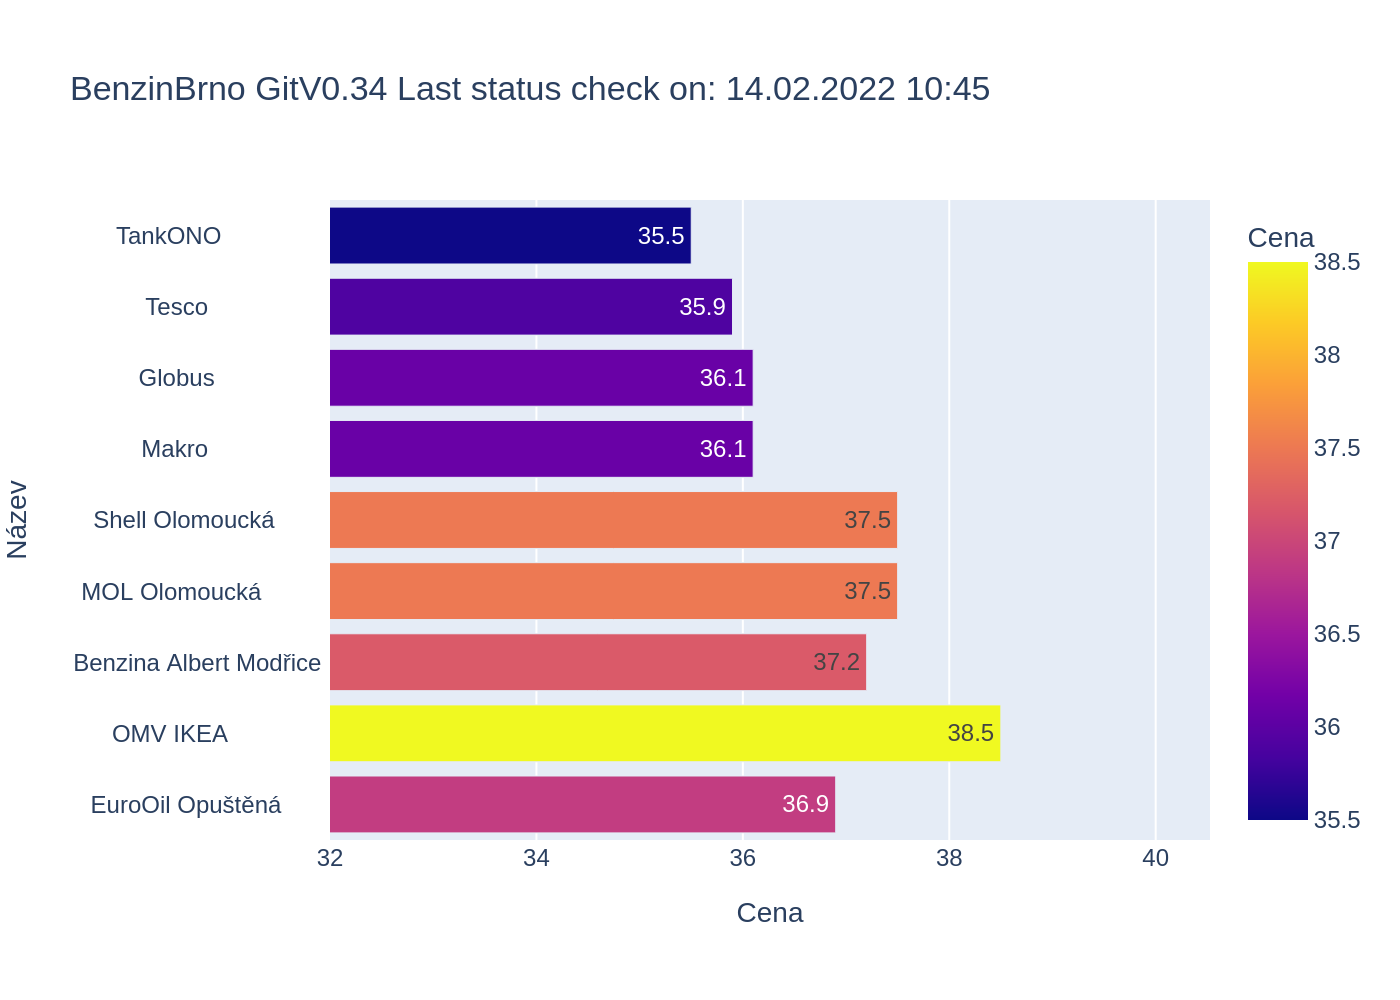 BenzinBrno GitV0.34 Last status check on: 14.02.2022 10:45
TankONO
35.5
Tesco
35.9
Globus
36.1
Makro
36.1
Shell Olomoucká
37.5
MOL Olomoucká
37.5
Benzina Albert Modřice
37.2
OMV IKEA
38.5
EuroOil Opuštěná
36.9
Název
32
34
36
38
40
Cena
Cena
38.5
38
37.5
37
36.5
36
35.5